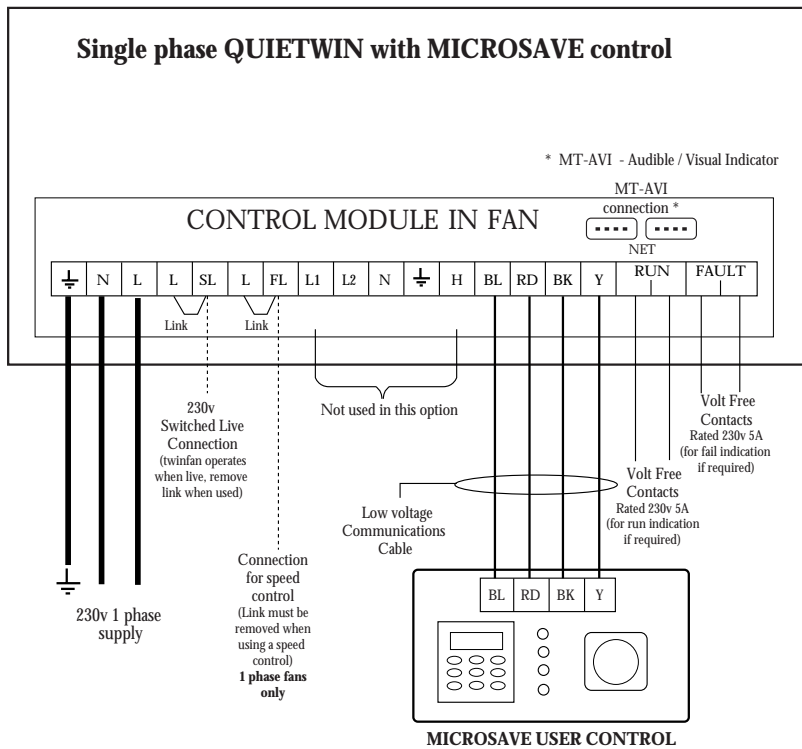 Single phase QUIETWIN with MICROSAVE control
* MT-AVI - Audible / Visual Indicator
MT-AVI
connection *
NET
CONTROL MODULE IN FAN
N L L SL L FL L1 L2 N H BL RD BK Y RUN FAULT
Link
Link
230v
Switched Live
Connection
(twinfan operates
when live, remove
link when used)
Not used in this option
Volt Free
Contacts
Rated 230v 5A
(for fail indication
if required)
Volt Free
Contacts
Rated 230v 5A
(for run indication
if required)
Low voltage
Communications
Cable
Connection
for speed
control
(Link must be
removed when
using a speed
control)
1 phase fans
only
230v 1 phase
supply
BL RD BK Y
MICROSAVE USER CONTROL